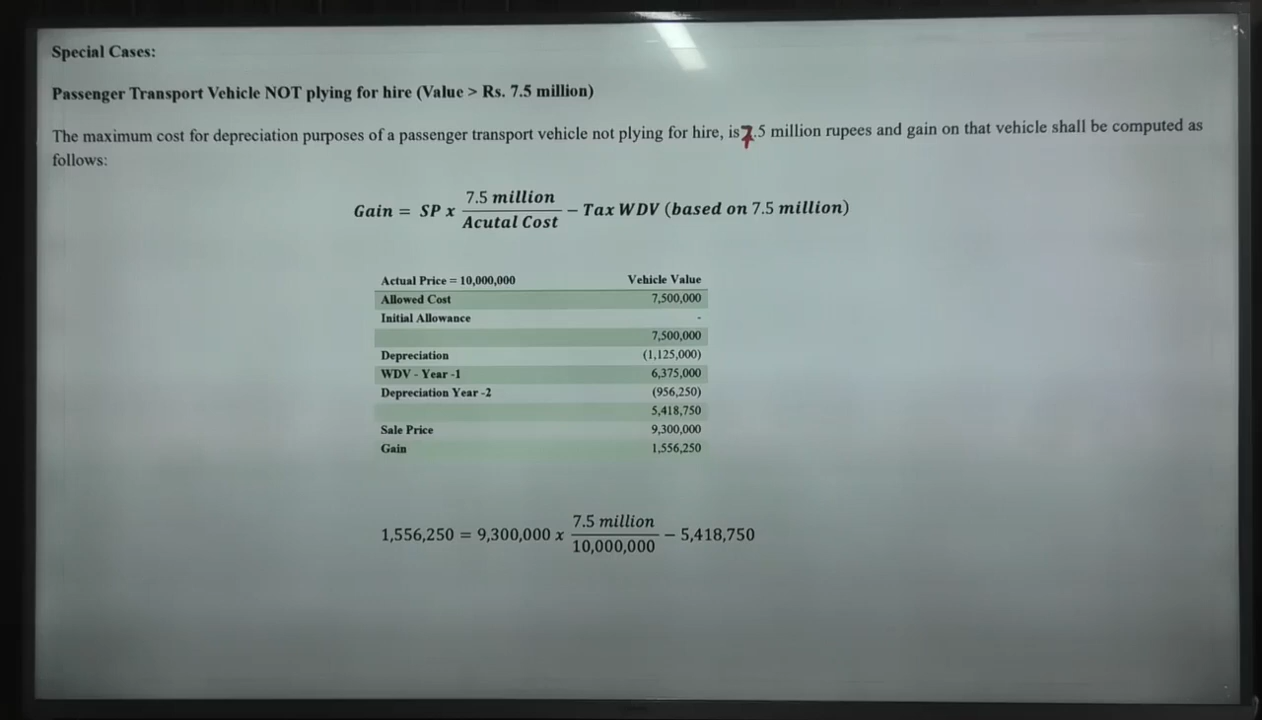 Special Cases:
Passenger Transport Vehicle NOT plying for hire (Value > Rs. 7.5 million)
The maximum cost for depreciation purposes of a passenger transport vehicle not plying for hire, is 7.5 million rupees and gain on that vehicle shall be computed as
follows:
Gain = SP x 7.5 million / Acutal Cost − Tax WDV (based on 7.5 million)
Actual Price = 10,000,000 Vehicle Value
Allowed Cost 7,500,000
Initial Allowance -
7,500,000
Depreciation (1,125,000)
WDV - Year -1 6,375,000
Depreciation Year -2 (956,250)
5,418,750
Sale Price 9,300,000
Gain 1,556,250
1,556,250 = 9,300,000 x 7.5 million / 10,000,000 − 5,418,750